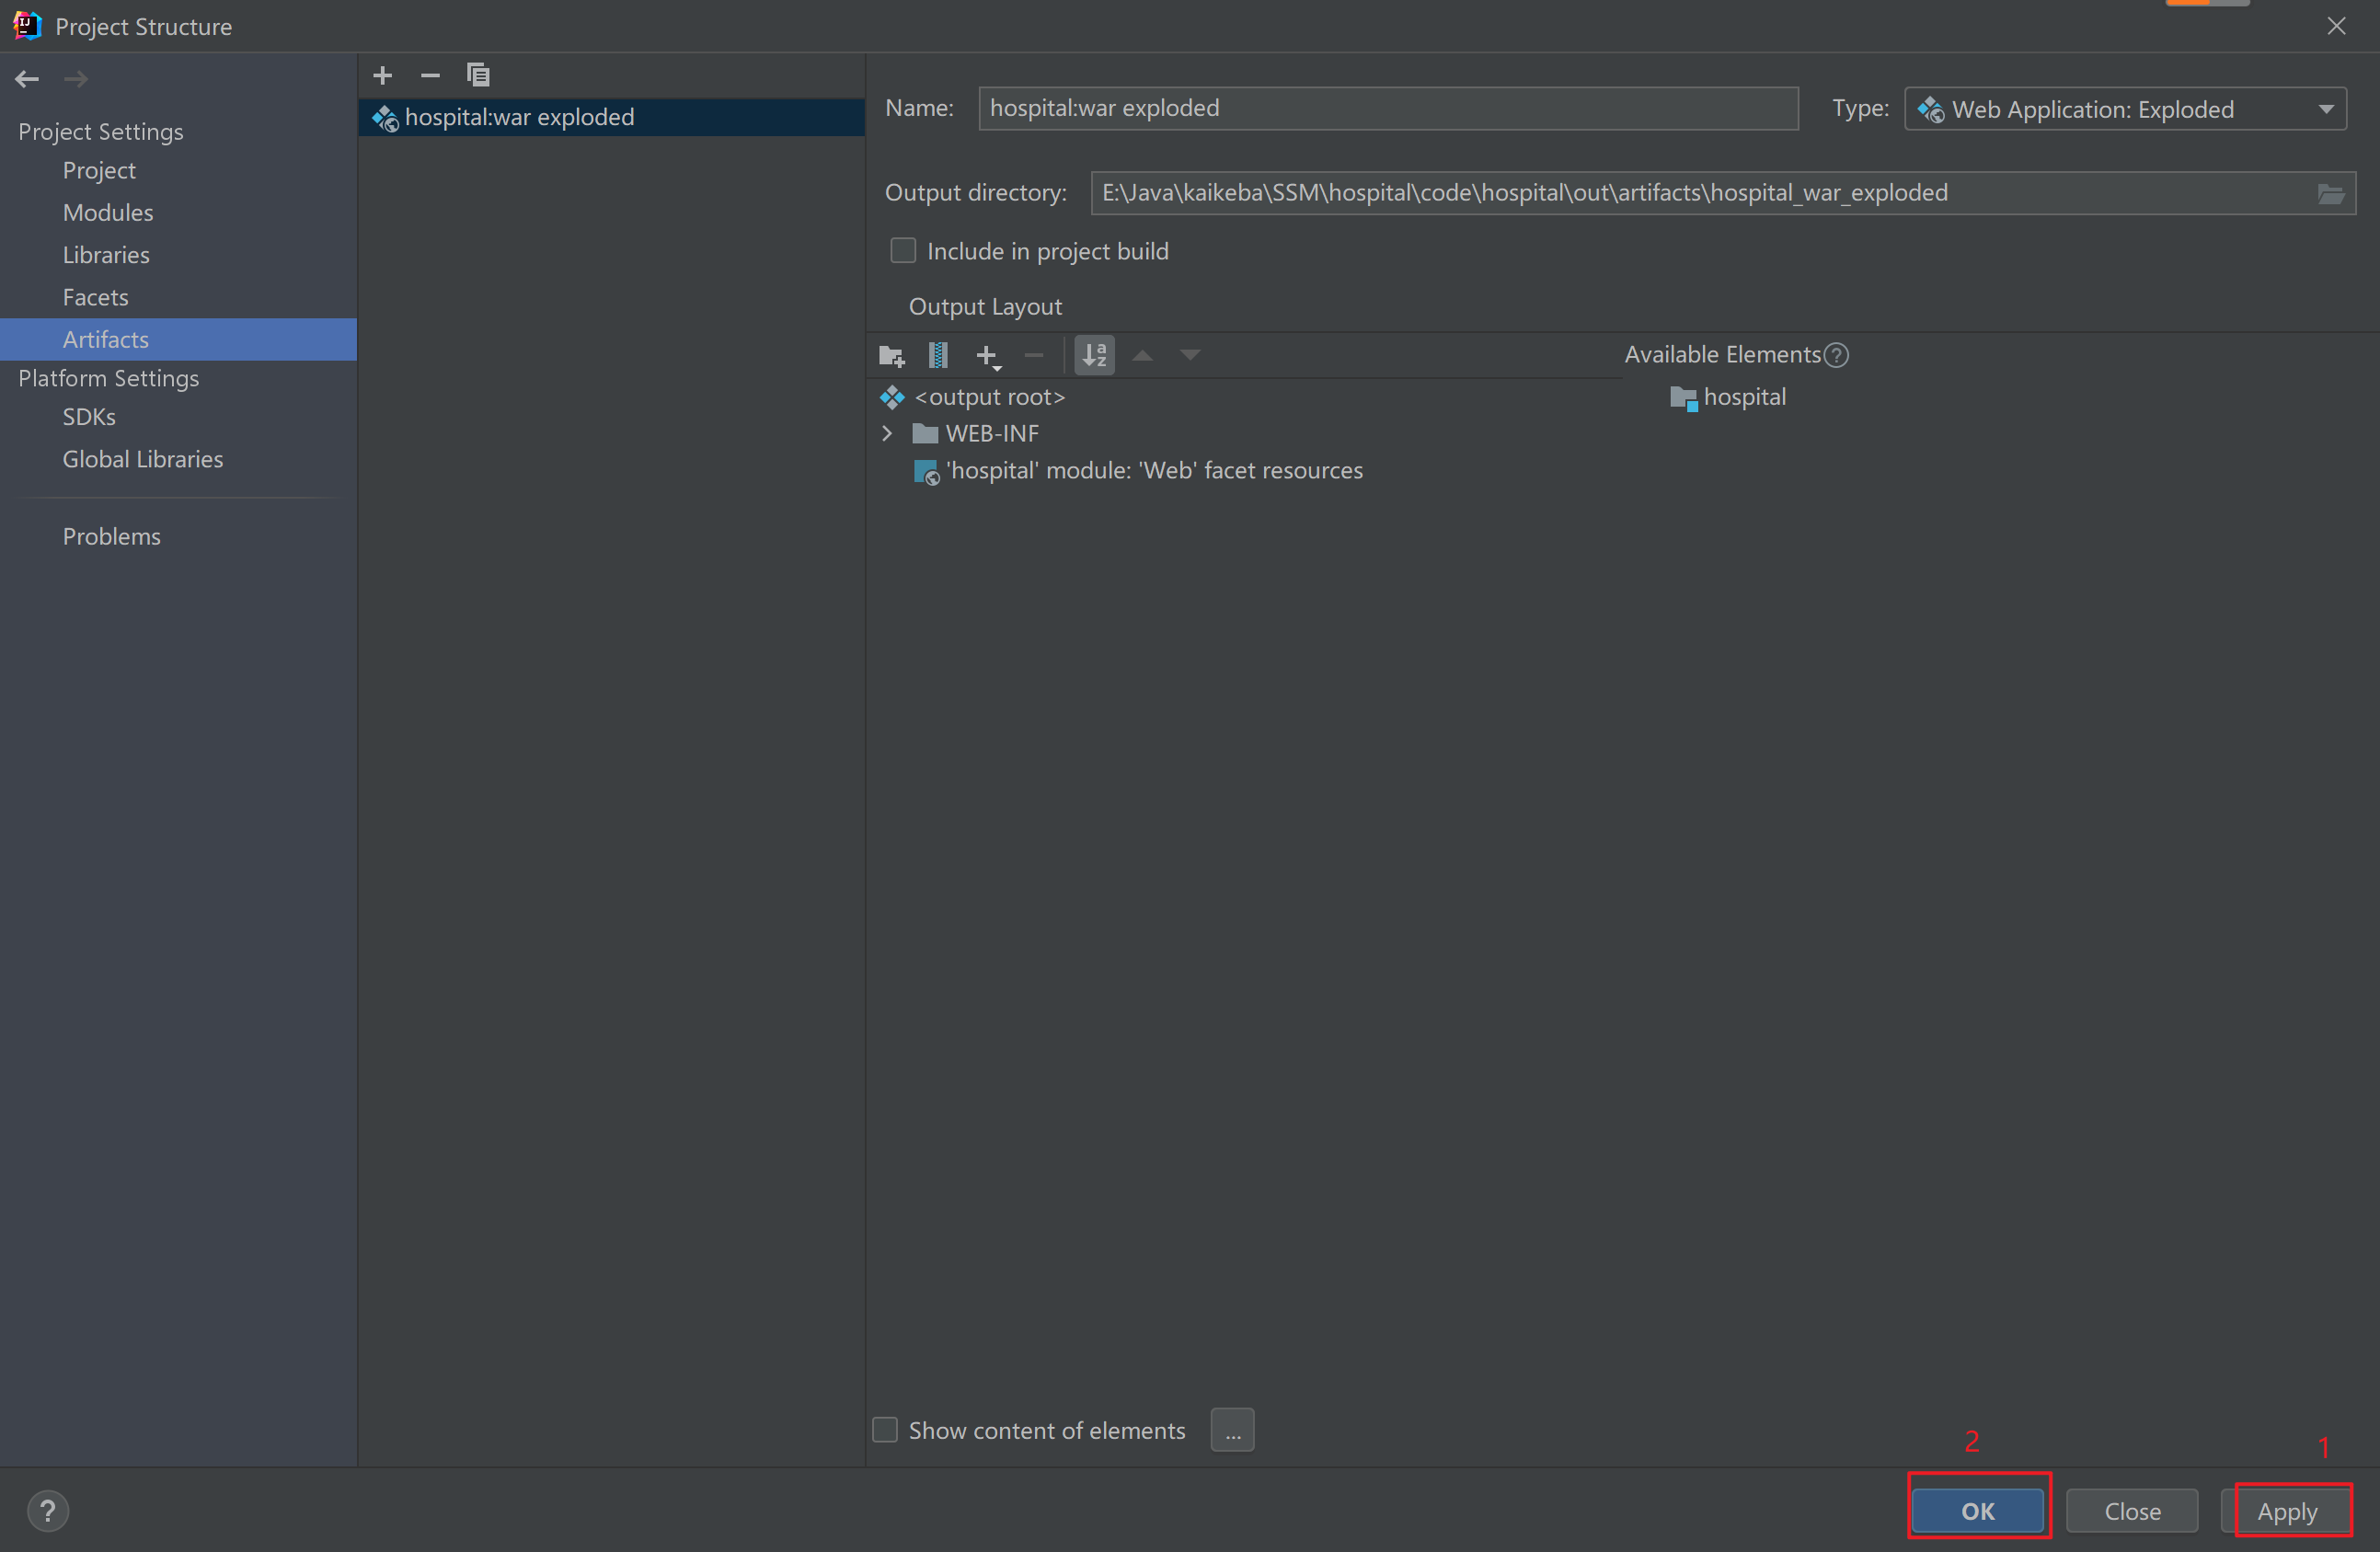 Project Structure
Project Settings
Project
Modules
Libraries
Facets
Artifacts
Platform Settings
SDKs
Global Libraries
Problems
hospital:war exploded
Name: hospital:war exploded Type: Web Application: Exploded
Output directory: E:\Java\kaikeba\SSM\hospital\code\hospital\out\artifacts\hospital_war_exploded
Include in project build
Output Layout
Available Elements
<output root>
hospital
WEB-INF
'hospital' module: 'Web' facet resources
Show content of elements ...
2 1
? OK Close Apply